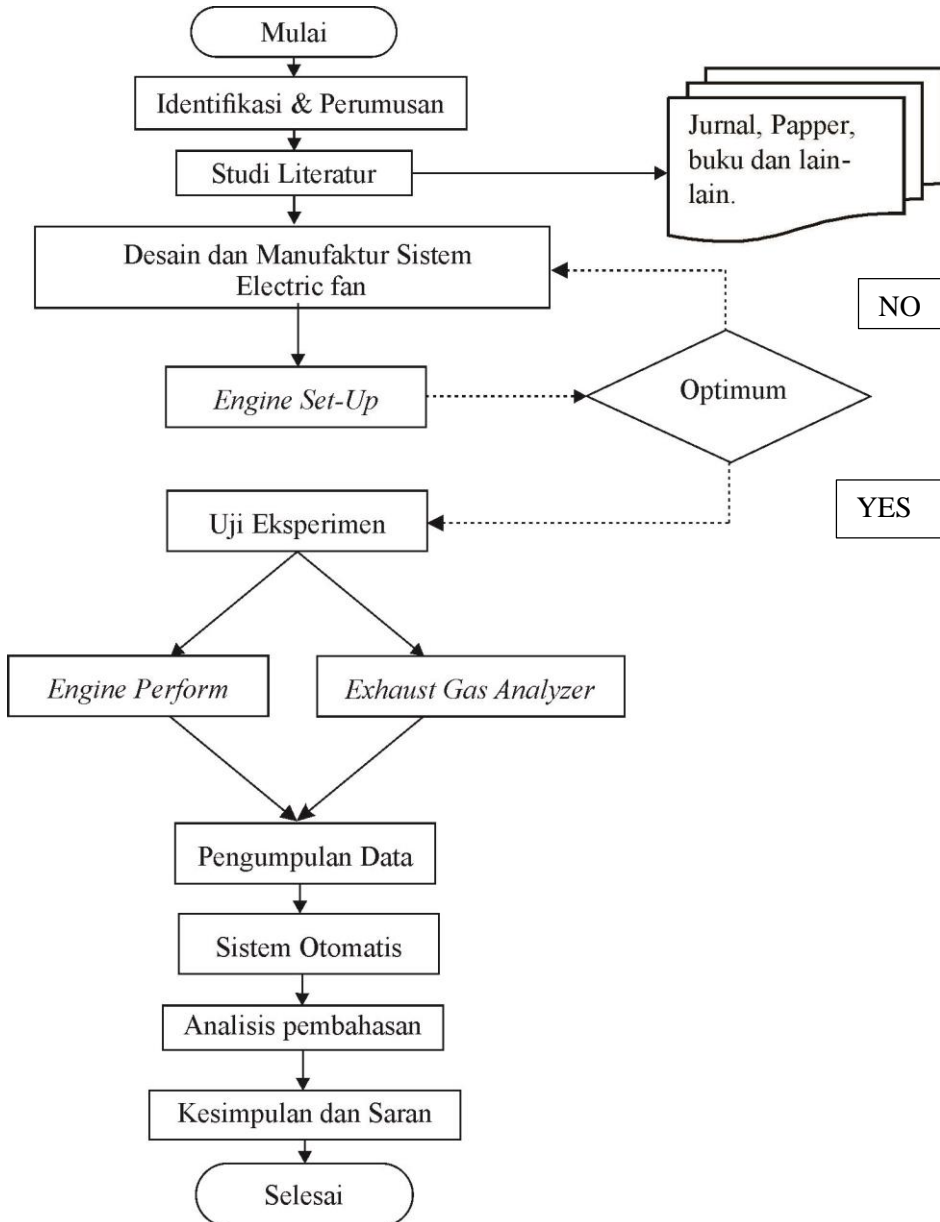 Mulai
Identifikasi & Perumusan
Studi Literatur
Jurnal, Papper,
buku dan lain-
lain.
Desain dan Manufaktur Sistem
Electric fan
NO
Engine Set-Up
Optimum
YES
Uji Eksperimen
Engine Perform
Exhaust Gas Analyzer
Pengumpulan Data
Sistem Otomatis
Analisis pembahasan
Kesimpulan dan Saran
Selesai